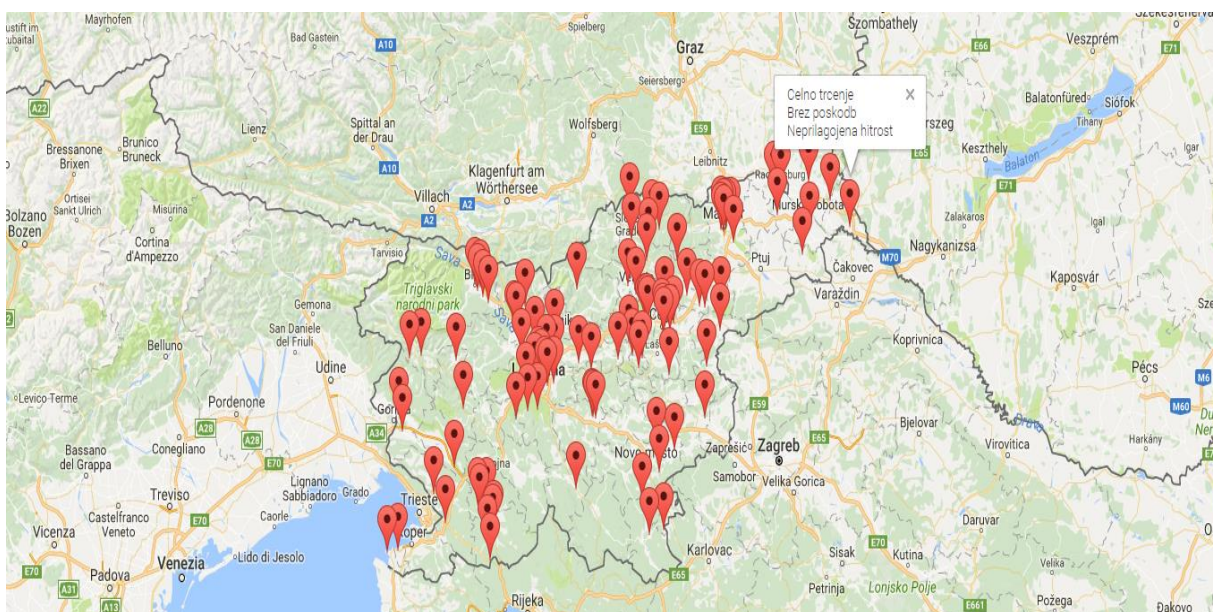 Mayrhofen
Bad Gastein
A10
Spielberg
Graz
Szombathely
E66
Veszprém
E71
Seiersberg
Celno trcenje
Brez poskodb
Neprilagojena hitrost
Balatonfüred
Siófok
Tihany
A22
Lienz
Spittal an
der Drau
Wolfsberg
E59
Bressanone
Brixen
Brunico
Bruneck
A10
Leibnitz
E65
Keszthely
Balaton
Igar
E71
Klagenfurt am
Wörthersee
Villach
A2
A2
Ortisei
Sankt Ulrich
Misurina
Bolzano
Bozen
Cortina
d'Ampezzo
Tarvisio
Sava
Zalakaros
Igal
Nagykanizsa
M70
Ptuj
Čakovec
Varaždin
Kaposvár
Triglavski
narodni park
Gemona
San Daniele
del Friuli
Belluno
Udine
Koprivnica
Pécs
M6
M60
Levico Terme
Pordenone
A28
A28
A34
E59
Bjelovar
Virovitica
Harkány
Bassano
del Grappa
Conegliano
E70
Novo mesto
Zaprešić
Zagreb
E65
Samobor
Velika Gorica
Treviso
E70
Lignano
Sabbiadoro
Grado
Trieste
Castelfranco
Veneto
Caorle
Vicenza
Daruvar
Venezia
Lido di Jesolo
Karlovac
Sisak
Kutina
E70
Velika
Padova
A31
A13
E65
Petrinja
Lonjsko Polje
Požega
Đakovo
Rijeka
E661